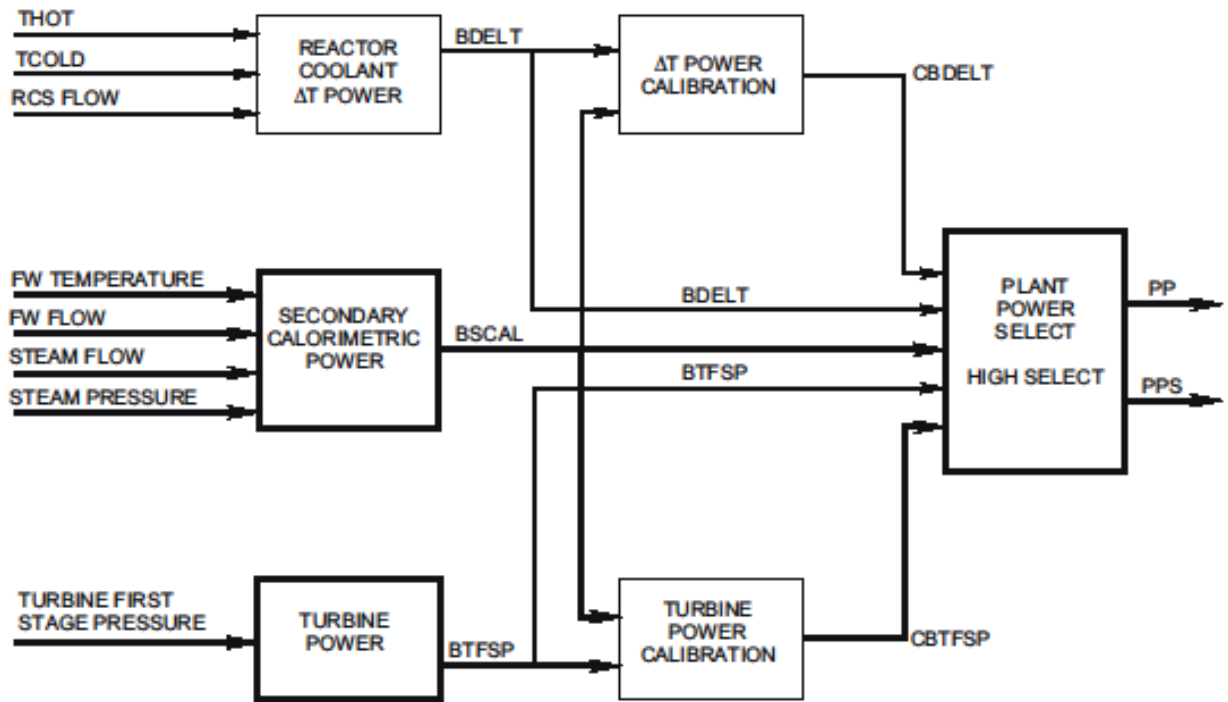 THOT
TCOLD
RCS FLOW
REACTOR
COOLANT
ΔT POWER
BDELT
ΔT POWER
CALIBRATION
CBDELT
FW TEMPERATURE
FW FLOW
STEAM FLOW
STEAM PRESSURE
SECONDARY
CALORIMETRIC
POWER
BSCAL
BDELT
BTFSP
PLANT
POWER
SELECT
HIGH SELECT
PP
PPS
TURBINE FIRST
STAGE PRESSURE
TURBINE
POWER
BTFSP
TURBINE
POWER
CALIBRATION
CBTFSP